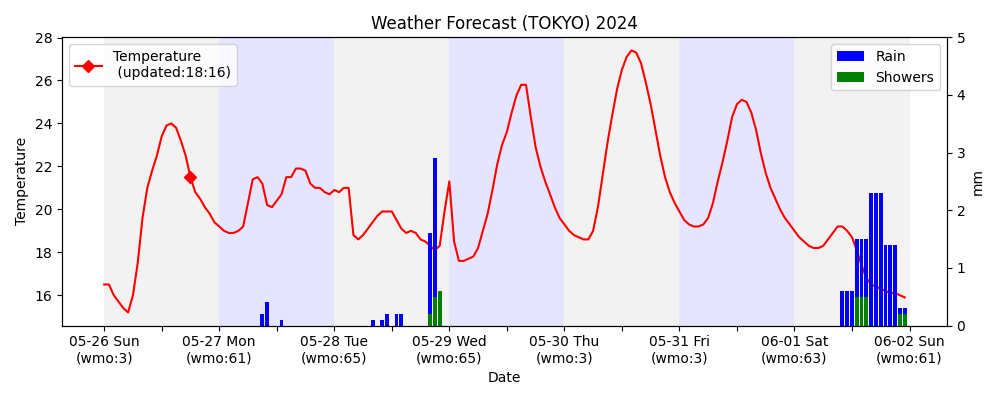 Weather Forecast (TOKYO) 2024
Temperature
(updated:18:16)
Rain
Showers
28
26
24
22
20
18
16
Temperature
5
4
3
2
1
0
mm
05-26 Sun
(wmo:3)
05-27 Mon
(wmo:61)
05-28 Tue
(wmo:65)
05-29 Wed
(wmo:65)
05-30 Thu
(wmo:3)
05-31 Fri
(wmo:3)
06-01 Sat
(wmo:63)
06-02 Sun
(wmo:61)
Date